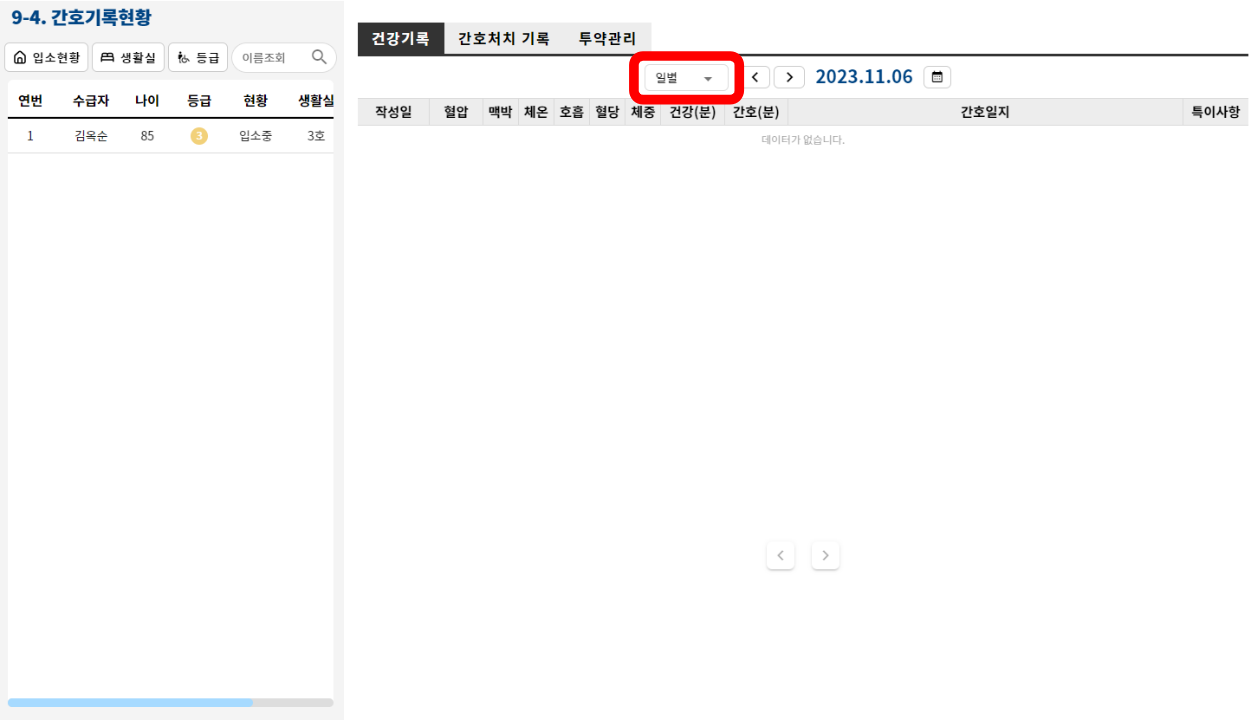 9-4. 간호기록현황
입소현황 생활실 등급 이름조회
연번 수급자 나이 등급 현황 생활실
1 김옥순 85 3 입소중 3호
건강기록 간호처치 기록 투약관리
일별 2023.11.06
작성일 혈압 맥박 체온 호흡 혈당 체중 건강(분) 간호(분) 간호일지 특이사항
데이터가 없습니다.